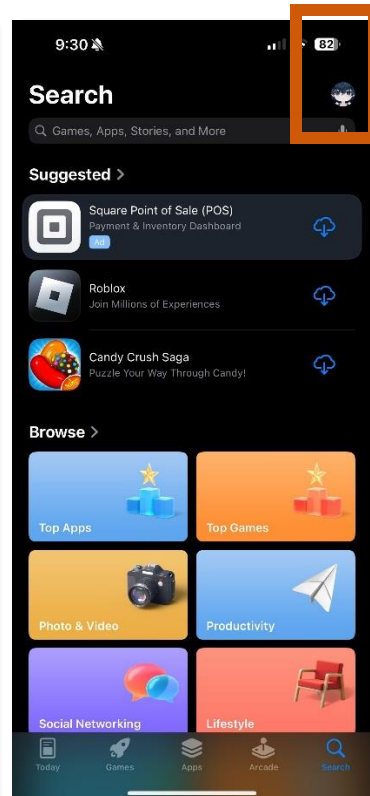 9:30
82
Search
Games, Apps, Stories, and More
Suggested >
Square Point of Sale (POS)
Payment & Inventory Dashboard
Ad
Roblox
Join Millions of Experiences
Candy Crush Saga
Puzzle Your Way Through Candy!
Browse >
Top Apps
Top Games
Photo & Video
Productivity
Social Networking
Lifestyle
Today
Games
Apps
Arcade
Search